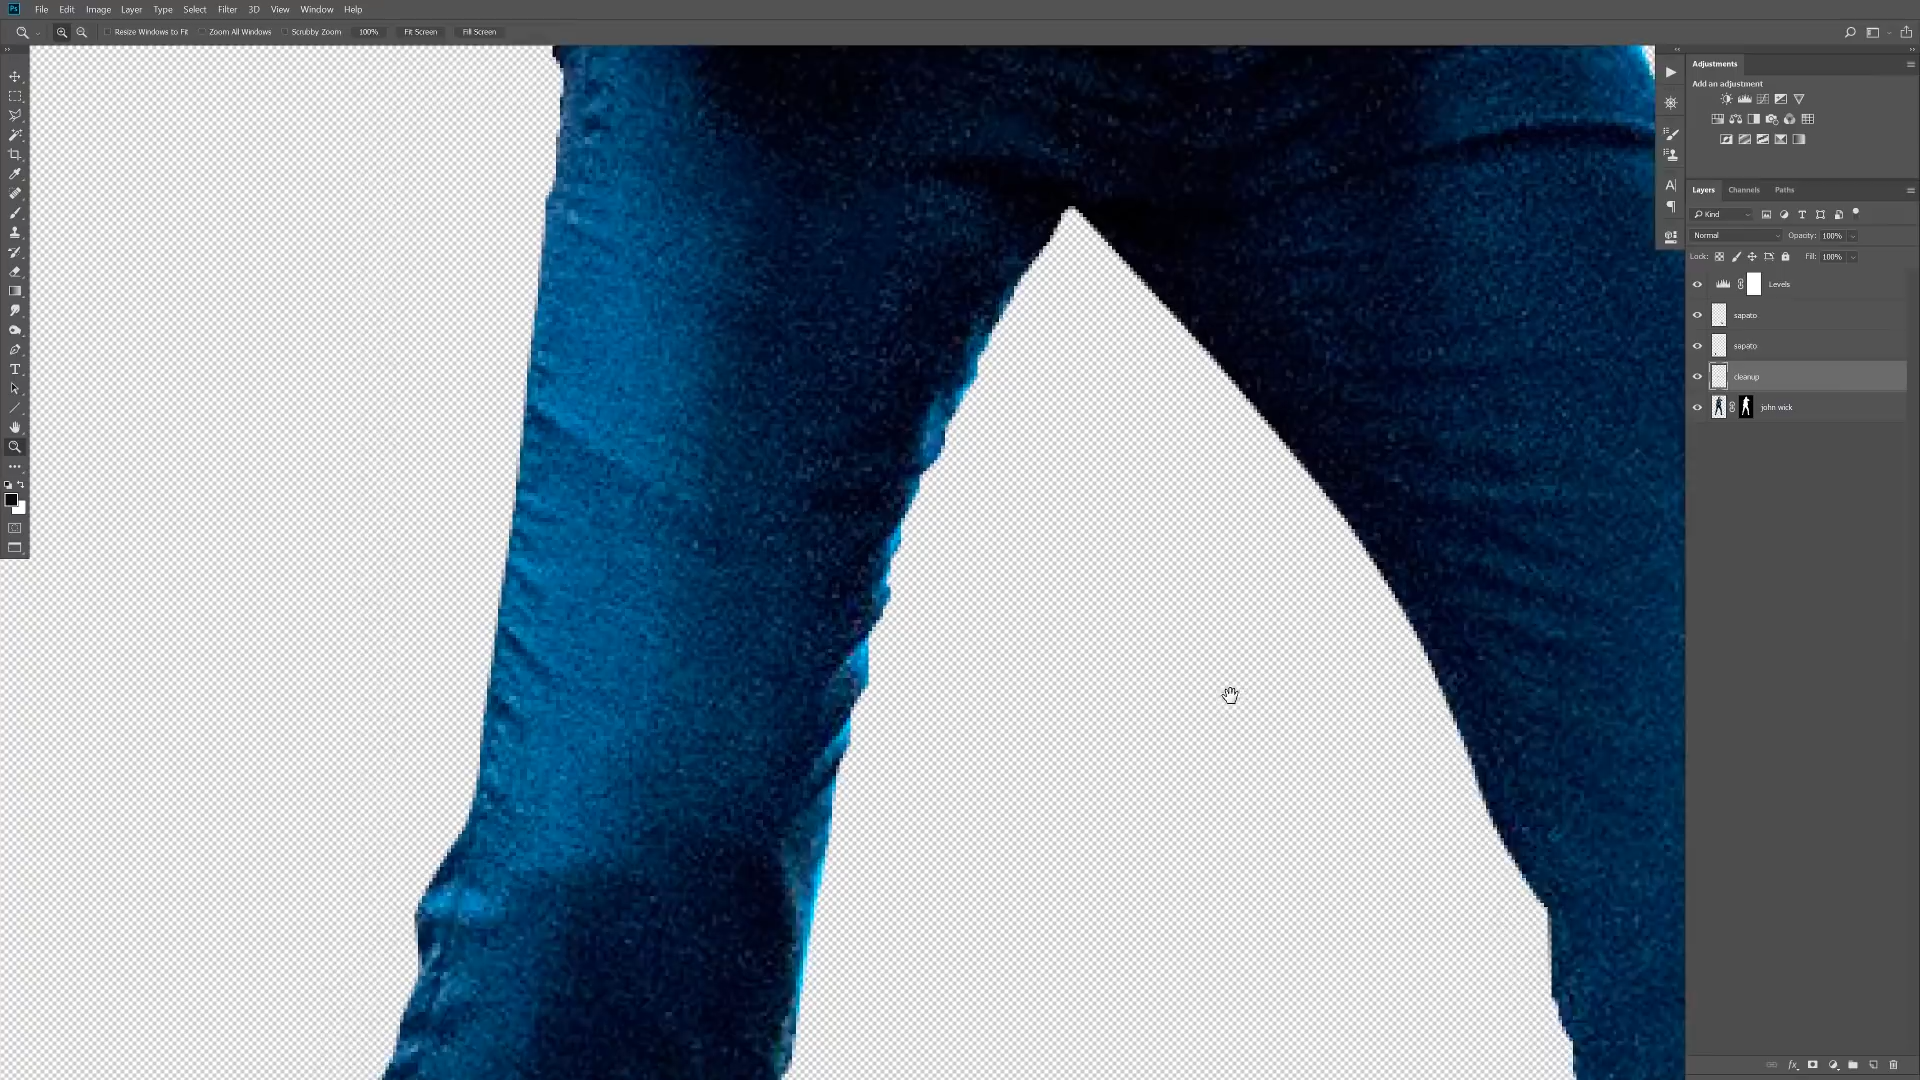 Ps File Edit Image Layer Type Select Filter 3D View Window Help
Resize Windows to Fit Zoom All Windows Scrubby Zoom 100% Fit Screen Fill Screen
Adjustments
Add an adjustment
Layers Channels Paths
Kind
Normal Opacity: 100%
Lock: Fill: 100%
Levels
sapato
sapato
cleanup
john wick